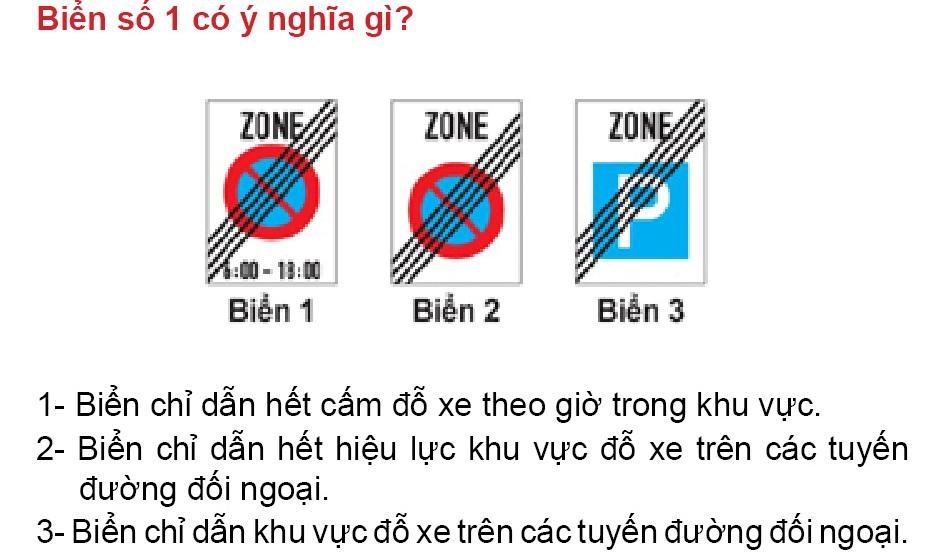 Biển số 1 có ý nghĩa gì?
ZONE ZONE ZONE
P
6:00 - 18:00
Biển 1 Biển 2 Biển 3
1- Biển chỉ dẫn hết cấm đỗ xe theo giờ trong khu vực.
2- Biển chỉ dẫn hết hiệu lực khu vực đỗ xe trên các tuyến
đường đối ngoại.
3- Biển chỉ dẫn khu vực đỗ xe trên các tuyến đường đối ngoại.